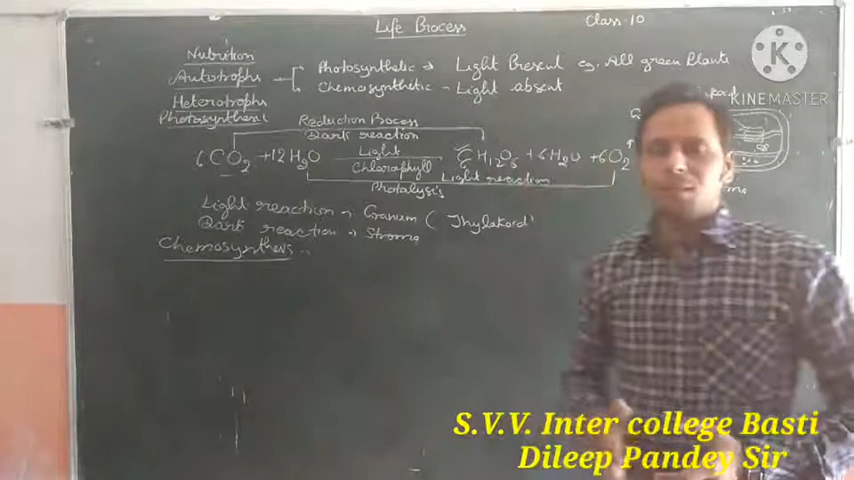 Life Process Class-10
Nutrition
Autotrophs Photosynthetic → Light Present eg. All green Plants
Chemosynthetic - Light absent
Heterotrophs
Photosynthesis Reduction Process
Dark reaction
6CO2 + 12H2O Light C6H12O6 + 6H2O + 6O2↑
Chlorophyll
Light reaction
Photolysis
Light reaction → Granum ( Thylakoid
Dark reaction → Stroma
Chemosynthesis
K
KINEMASTER
S.V.V. Inter college Basti
Dileep Pandey Sir